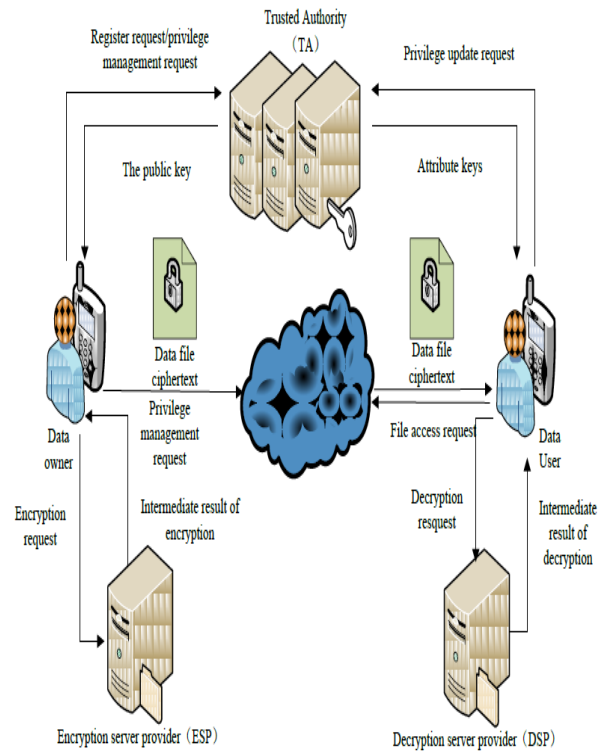 Trusted Authority
（TA）
Register request/privilege
management request
Privilege update request
The public key
Attribute keys
Data file
ciphertext
Data file
ciphertext
Privilege
management
request
File access request
Data
owner
Data
User
Encryption
request
Intermediate result of
encryption
Decryption
resquest
Intermediate
result of
decryption
Encryption server provider（ESP）
Decryption server provider（DSP）